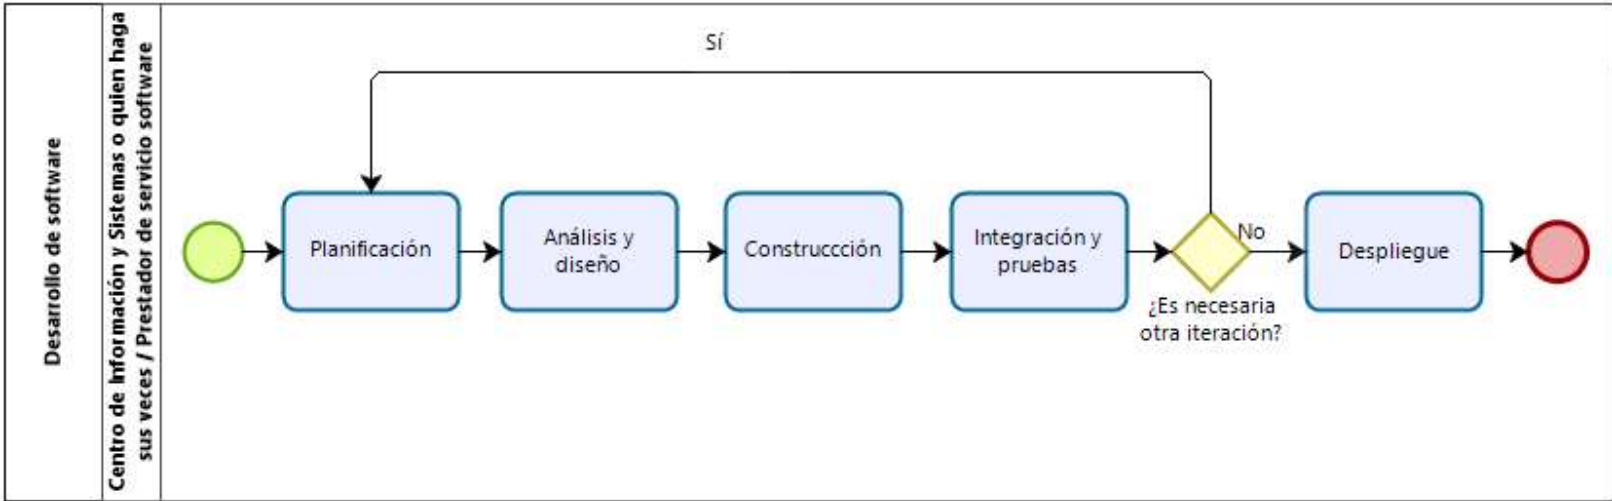 Desarrollo de software
Centro de Información y Sistemas o quien haga
sus veces / Prestador de servicio software
Sí
Planificación
Análisis y
diseño
Construccción
Integración y
pruebas
No
¿Es necesaria
otra iteración?
Despliegue